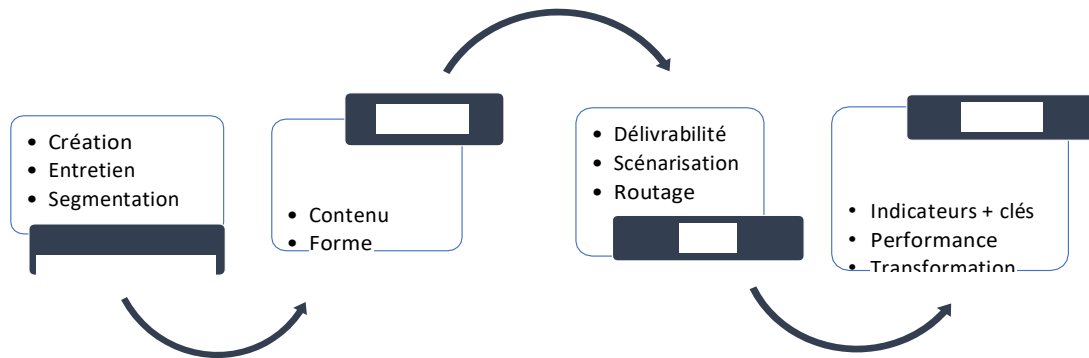 • Création
• Entretien
• Segmentation
• Contenu
• Forme
• Délivrabilité
• Scénarisation
• Routage
• Indicateurs + clés
• Performance
• Transformation